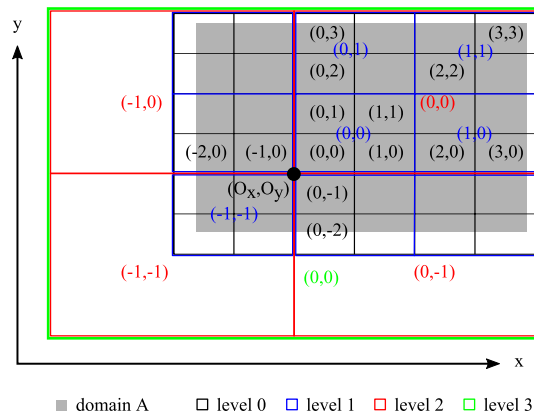 y
(0,3) (3,3)
(0,1) (1,1)
(0,2) (2,2)
(-1,0) (0,0)
(0,1) (1,1)
(0,0) (1,0)
(-2,0) (-1,0) (0,0) (1,0) (2,0) (3,0)
(Ox,Oy) (0,-1)
(-1,-1)
(0,-2)
(-1,-1) (0,0) (0,-1)
x
domain A level 0 level 1 level 2 level 3